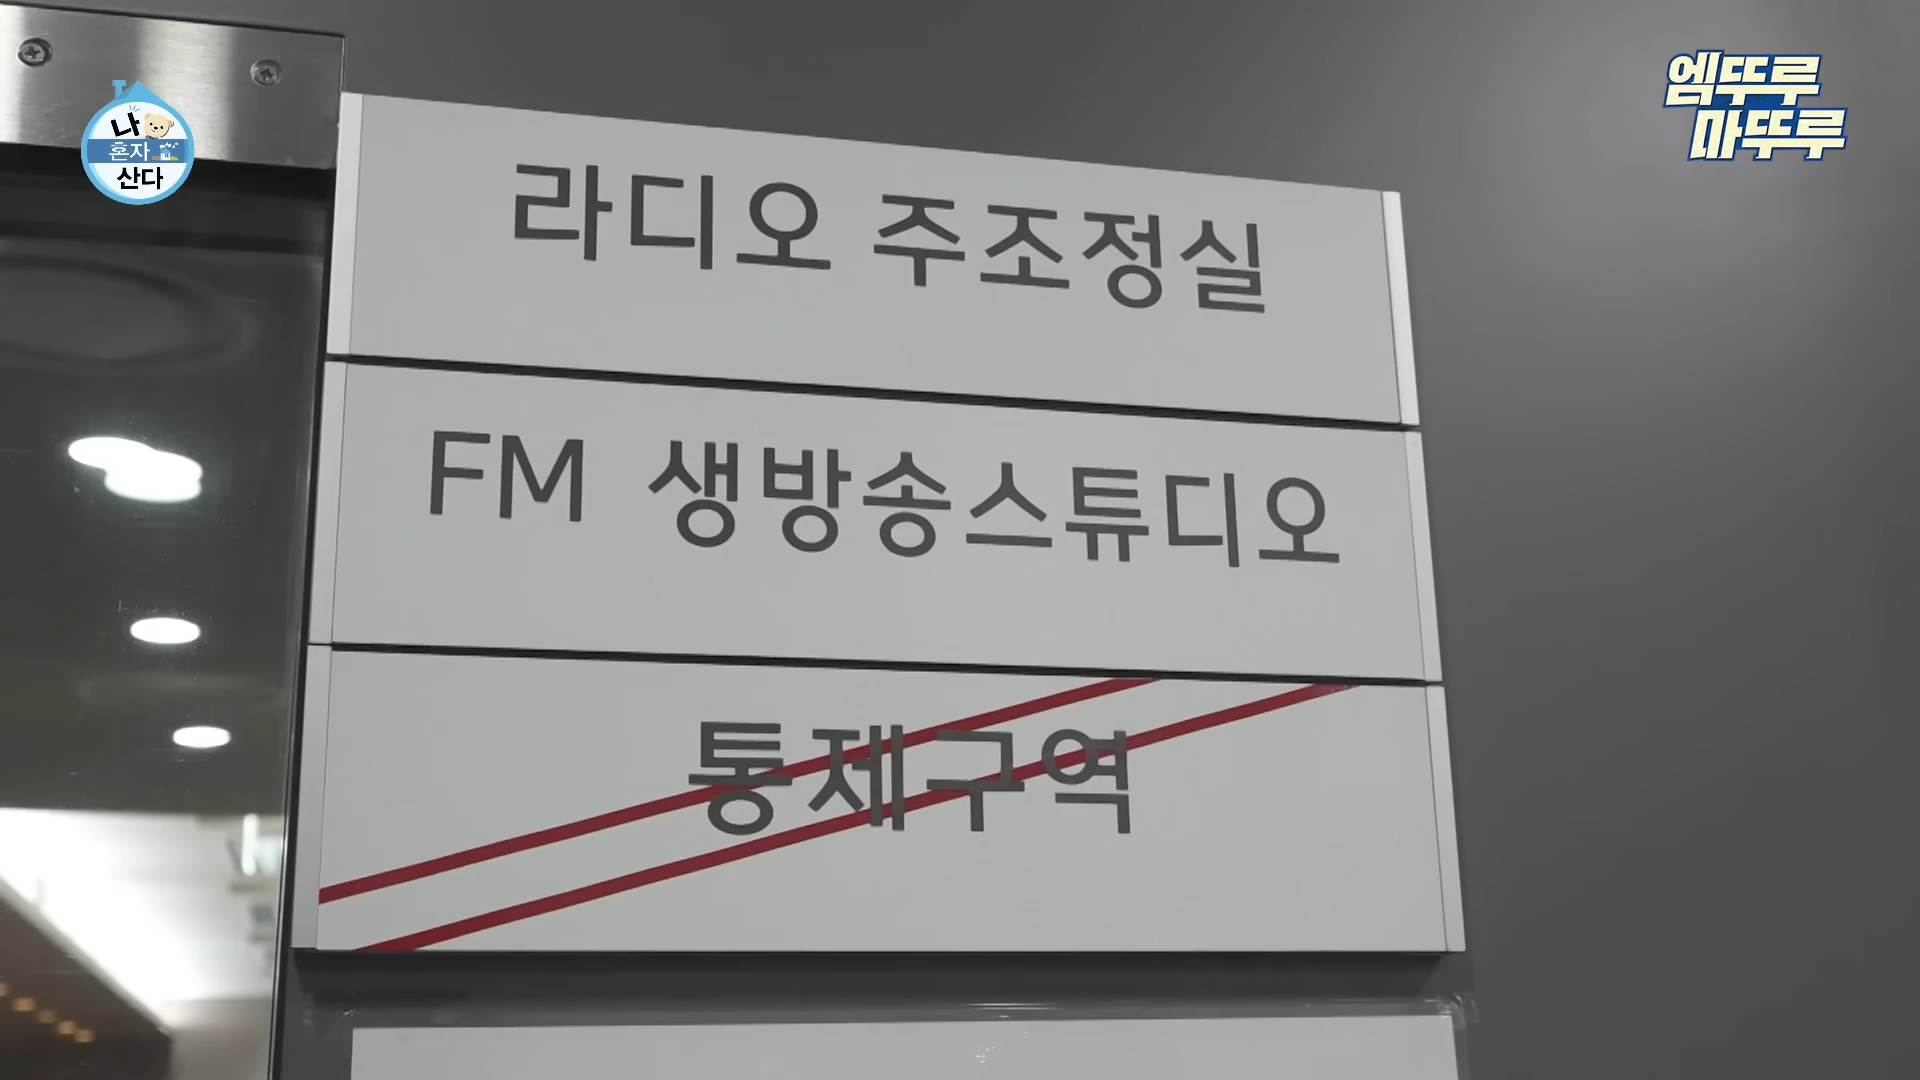 나
혼자
산다
엠뚜루
마뚜루
라디오 주조정실
FM 생방송스튜디오
통제구역